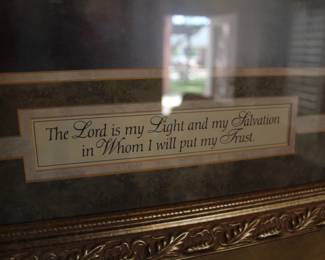 The Lord is my Light and my Salvation
in Whom I will put my Trust.